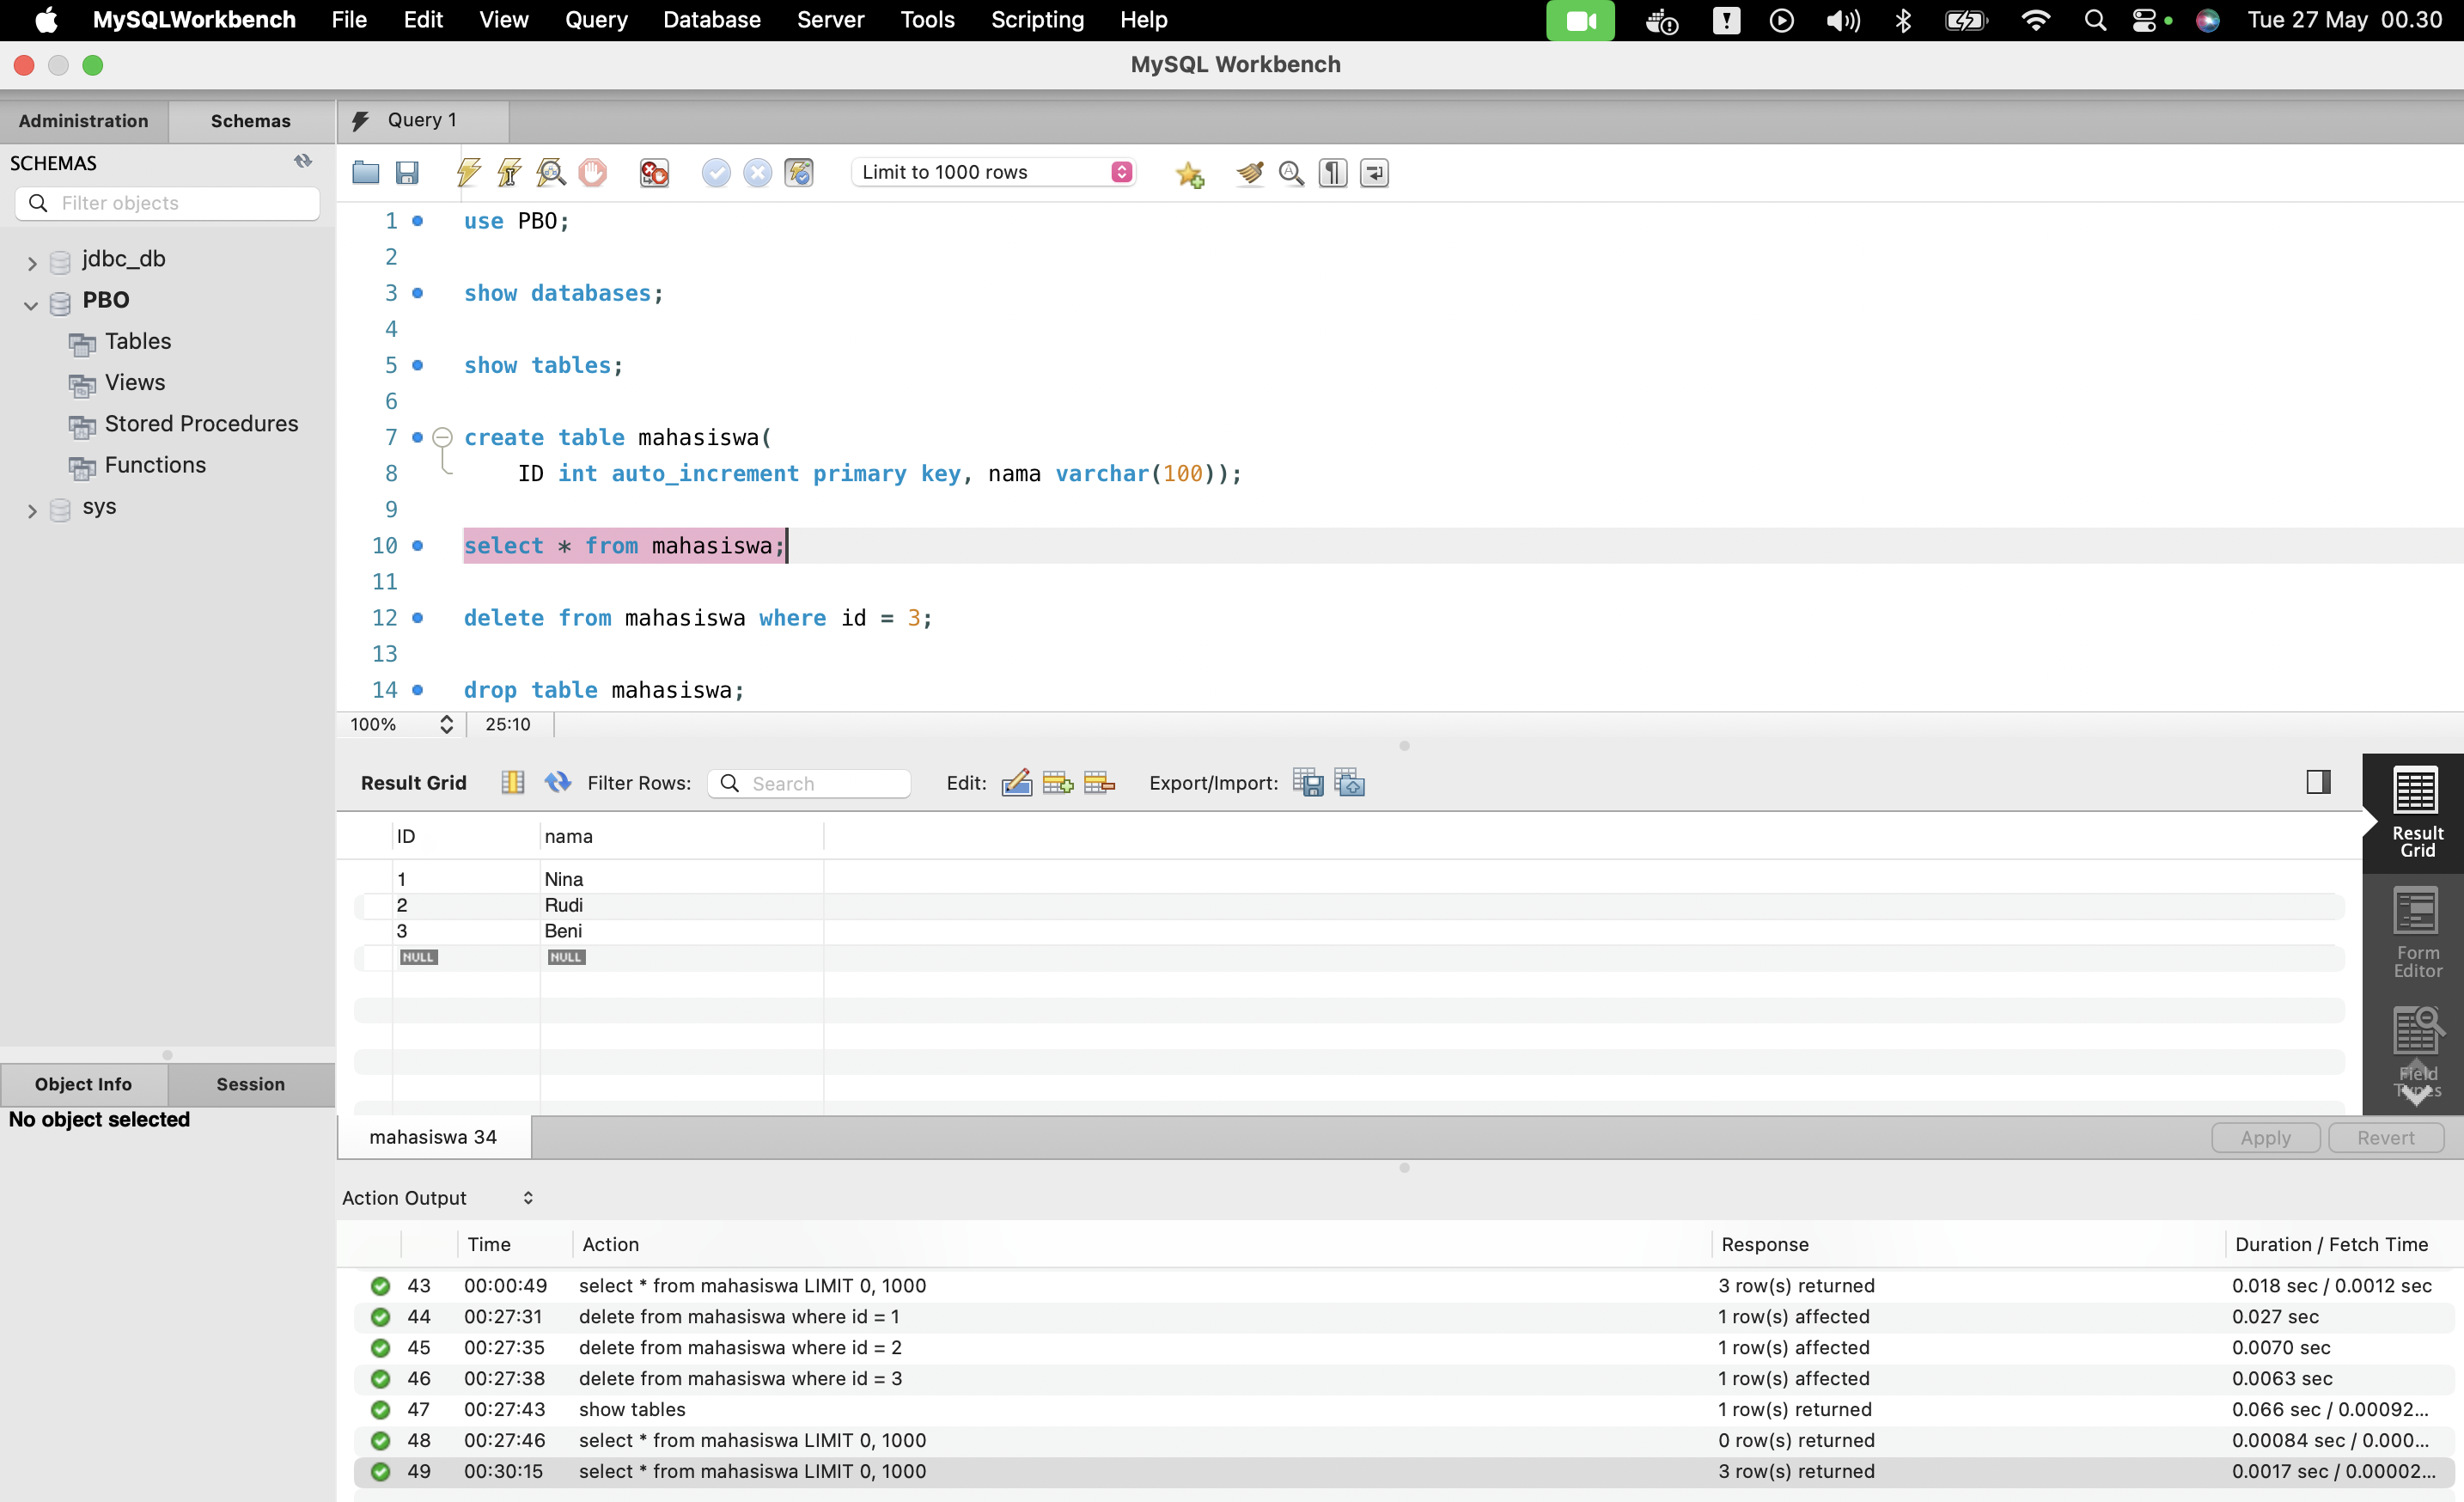 MySQLWorkbench File Edit View Query Database Server Tools Scripting Help Tue 27 May 00.30
MySQL Workbench
Administration Schemas Query 1
SCHEMAS
Limit to 1000 rows
Filter objects
jdbc_db
PBO
Tables
Views
Stored Procedures
Functions
sys
1 use PBO;
2
3 show databases;
4
5 show tables;
6
7 create table mahasiswa(
8 ID int auto_increment primary key, nama varchar(100));
9
10 select * from mahasiswa;
11
12 delete from mahasiswa where id = 3;
13
14 drop table mahasiswa;
100% 25:10
Result Grid Filter Rows: Search Edit: Export/Import:
ID nama
1 Nina
2 Rudi
3 Beni
NULL NULL
Result
Grid
Form
Editor
Field
Types
Object Info Session
No object selected
mahasiswa 34 Apply Revert
Action Output
Time Action Response Duration / Fetch Time
43 00:00:49 select * from mahasiswa LIMIT 0, 1000 3 row(s) returned 0.018 sec / 0.0012 sec
44 00:27:31 delete from mahasiswa where id = 1 1 row(s) affected 0.027 sec
45 00:27:35 delete from mahasiswa where id = 2 1 row(s) affected 0.0070 sec
46 00:27:38 delete from mahasiswa where id = 3 1 row(s) affected 0.0063 sec
47 00:27:43 show tables 1 row(s) returned 0.066 sec / 0.00092...
48 00:27:46 select * from mahasiswa LIMIT 0, 1000 0 row(s) returned 0.00084 sec / 0.000...
49 00:30:15 select * from mahasiswa LIMIT 0, 1000 3 row(s) returned 0.0017 sec / 0.00002...